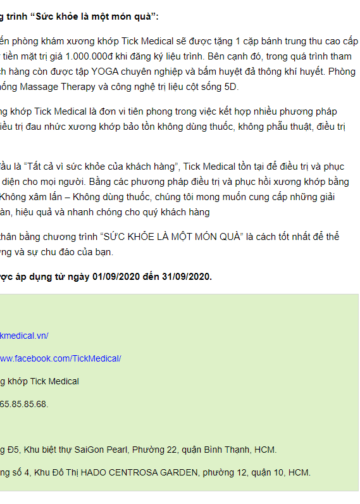 g trình “Sức khỏe là một món quà”:
ến phòng khám xương khớp Tick Medical sẽ được tặng 1 cặp bánh trung thu cao cấp
tiền mặt trị giá 1.000.000đ khi đăng ký liệu trình. Bên cạnh đó, trong quá trình tham
ch hàng còn được tập YOGA chuyên nghiệp và bấm huyệt đả thông khí huyết. Phòng
ống Massage Therapy và công nghệ trị liệu cột sống 5D.
ng khớp Tick Medical là đơn vi tiên phong trong việc kết hợp nhiều phương pháp
iều trị đau nhức xương khớp bảo tồn không dùng thuốc, không phẫu thuật, điều trị
ầu là “Tất cả vì sức khỏe của khách hàng”, Tick Medical tồn tại để điều trị và phục
diện cho mọi người. Bằng các phương pháp điều trị và phục hồi xương khớp bằng
Không xâm lấn – Không dùng thuốc, chúng tôi mong muốn cung cấp những giải
àn, hiệu quả và nhanh chóng cho quý khách hàng
thân bằng chương trình “SỨC KHỎE LÀ MỘT MÓN QUÀ” là cách tốt nhất để thể
ng và sự chu đáo của bạn.
ợc áp dụng từ ngày 01/09/2020 đến 31/09/2020.
kmedical.vn/
ww.facebook.com/TickMedical/
g khớp Tick Medical
65.85.85.68.
g Đ5, Khu biệt thự SaiGon Pearl, Phường 22, quận Bình Thạnh, HCM.
ng số 4, Khu Đô Thị HADO CENTROSA GARDEN, phường 12, quận 10, HCM.